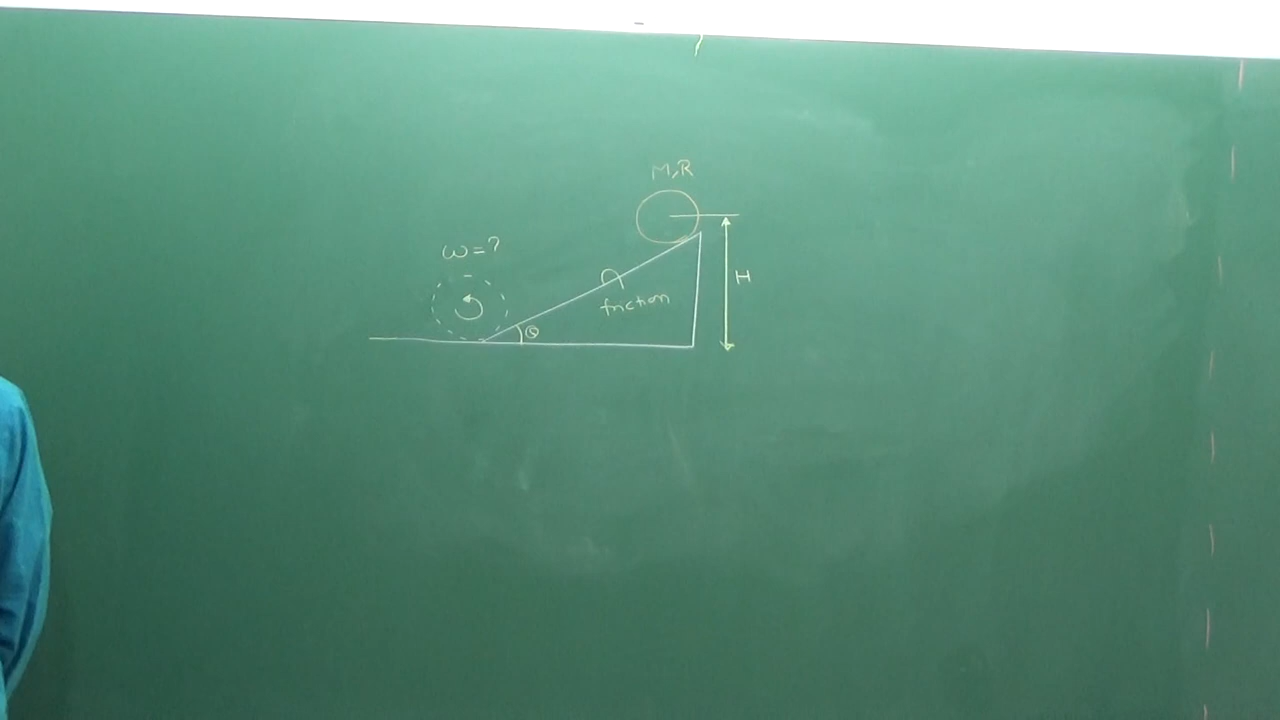 M,R
ω=?
H
friction
θ